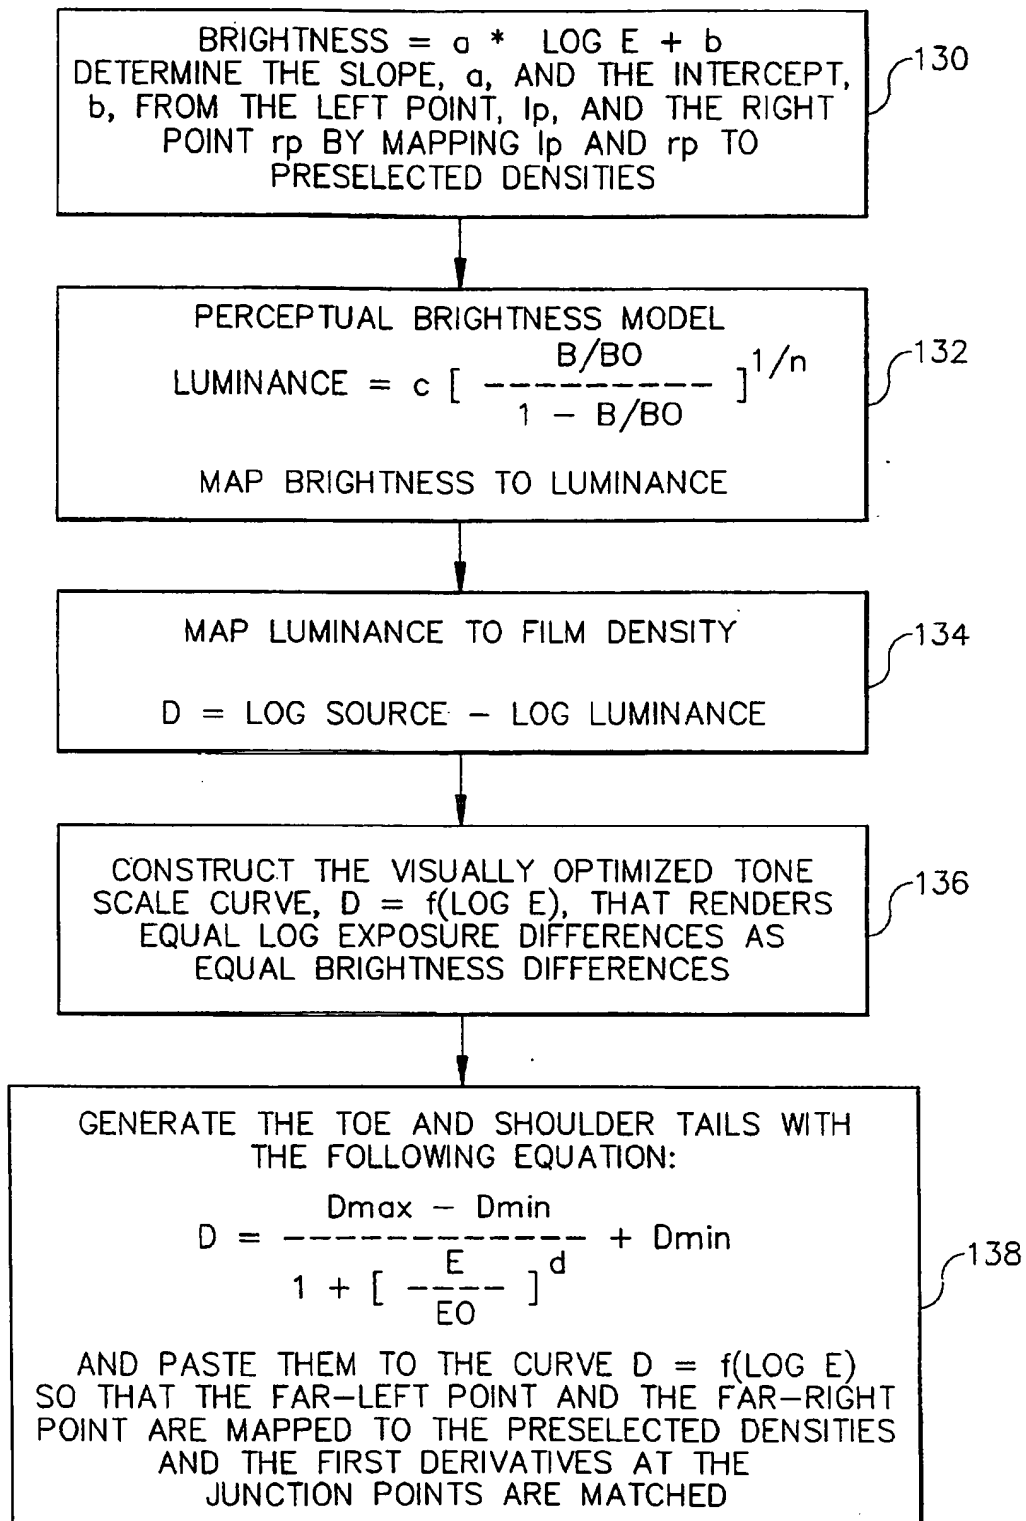 BRIGHTNESS = a * LOG E + b
DETERMINE THE SLOPE, a, AND THE INTERCEPT,
b, FROM THE LEFT POINT, lp, AND THE RIGHT
POINT rp BY MAPPING lp AND rp TO
PRESELECTED DENSITIES
130
PERCEPTUAL BRIGHTNESS MODEL
B/BO
LUMINANCE = c [ --------- ]1/n
1 - B/BO
MAP BRIGHTNESS TO LUMINANCE
132
MAP LUMINANCE TO FILM DENSITY
D = LOG SOURCE - LOG LUMINANCE
134
CONSTRUCT THE VISUALLY OPTIMIZED TONE
SCALE CURVE, D = f(LOG E), THAT RENDERS
EQUAL LOG EXPOSURE DIFFERENCES AS
EQUAL BRIGHTNESS DIFFERENCES
136
GENERATE THE TOE AND SHOULDER TAILS WITH
THE FOLLOWING EQUATION:
Dmax - Dmin
D = ------------ + Dmin
E
1 + [ ---- ]d
EO
AND PASTE THEM TO THE CURVE D = f(LOG E)
SO THAT THE FAR-LEFT POINT AND THE FAR-RIGHT
POINT ARE MAPPED TO THE PRESELECTED DENSITIES
AND THE FIRST DERIVATIVES AT THE
JUNCTION POINTS ARE MATCHED
138